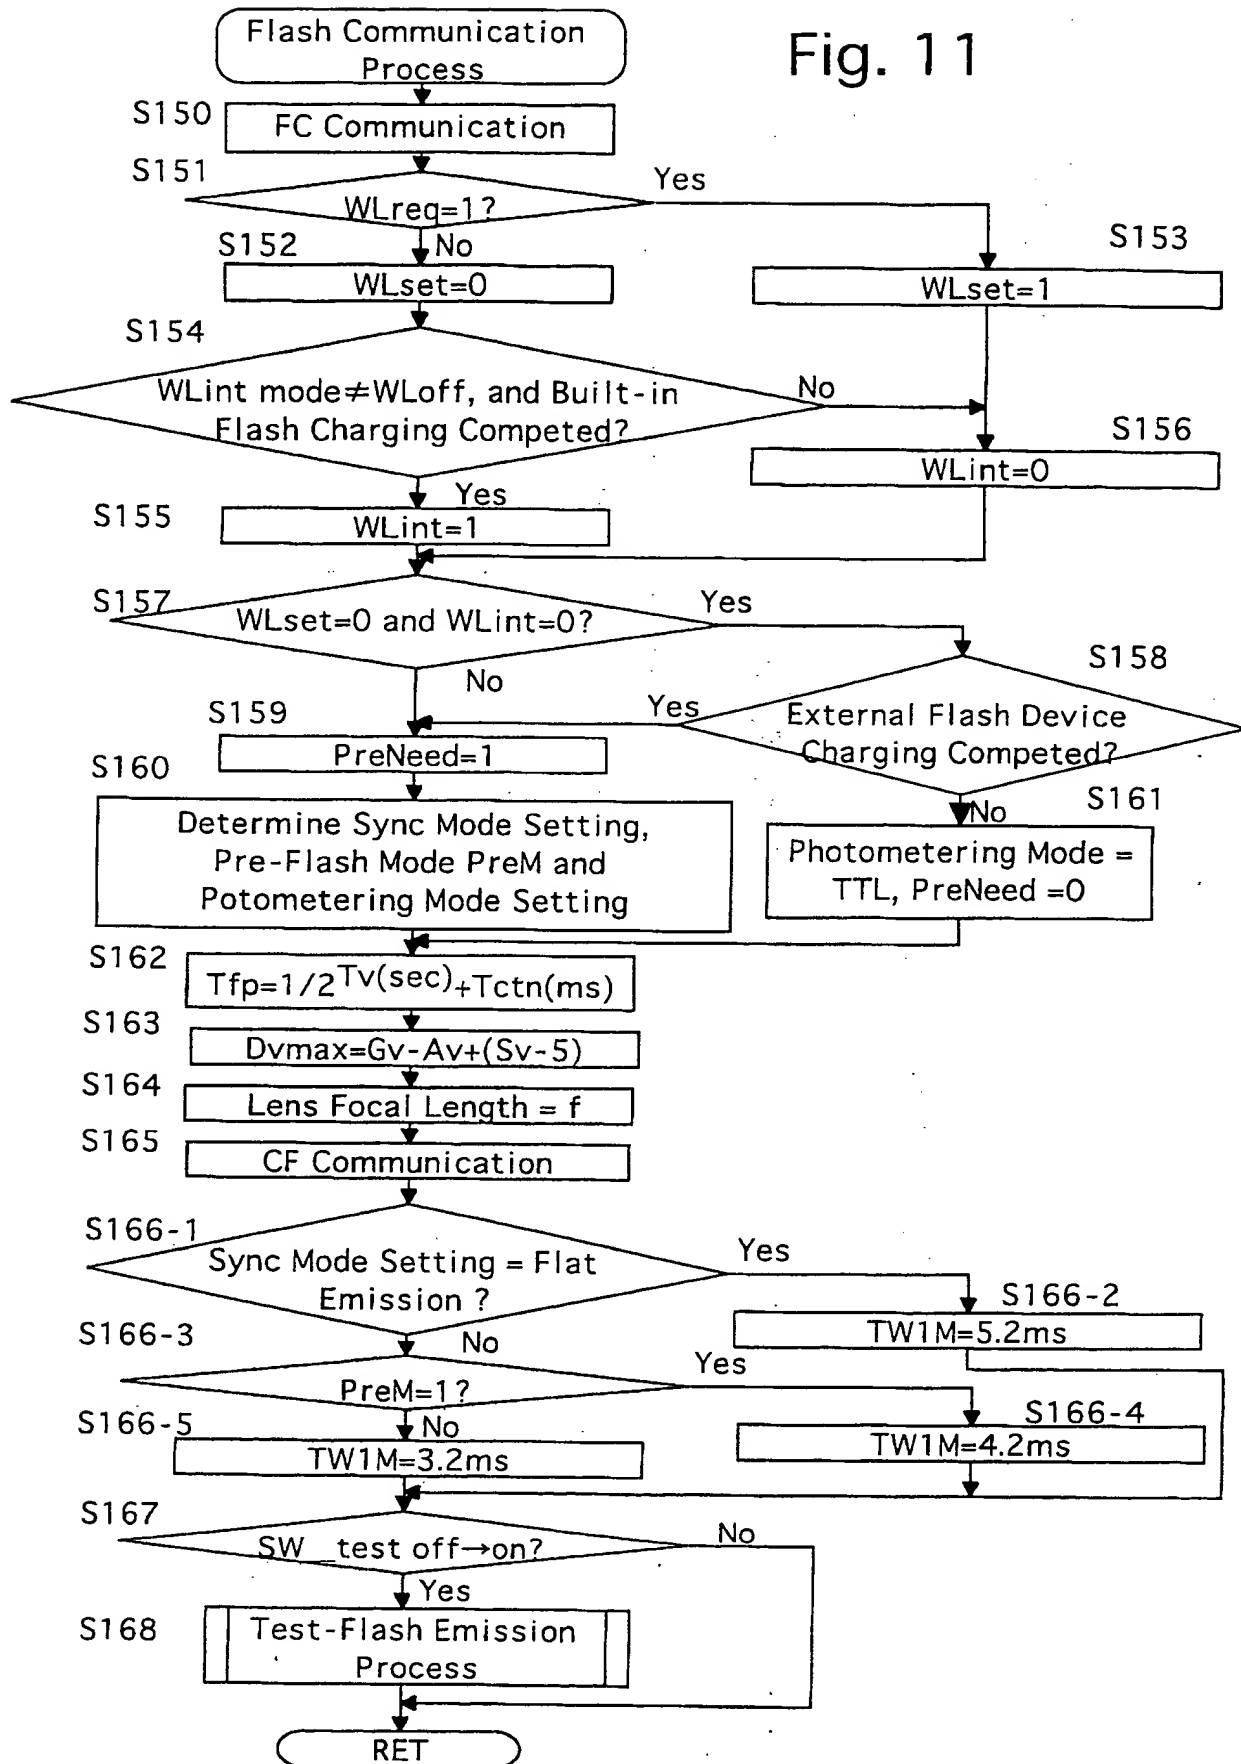 Fig. 11
Flash Communication
Process
S150
FC Communication
S151
WLreq=1?
Yes
No
S152
WLset=0
S153
WLset=1
S154
WLint mode≠WLoff, and Built-in
Flash Charging Competed?
No
Yes
S155
WLint=1
S156
WLint=0
S157
WLset=0 and WLint=0?
Yes
No
S158
External Flash Device
Charging Competed?
Yes
No
S159
PreNeed=1
S160
Determine Sync Mode Setting,
Pre-Flash Mode PreM and
Potometering Mode Setting
S161
Photometering Mode =
TTL, PreNeed =0
S162
Tfp=1/2^Tv(sec)+Tctn(ms)
S163
Dvmax=Gv-Av+(Sv-5)
S164
Lens Focal Length = f
S165
CF Communication
S166-1
Sync Mode Setting = Flat
Emission ?
Yes
No
S166-2
TW1M=5.2ms
S166-3
PreM=1?
Yes
No
S166-4
TW1M=4.2ms
S166-5
TW1M=3.2ms
S167
SW_test off→on?
No
Yes
S168
Test-Flash Emission
Process
RET